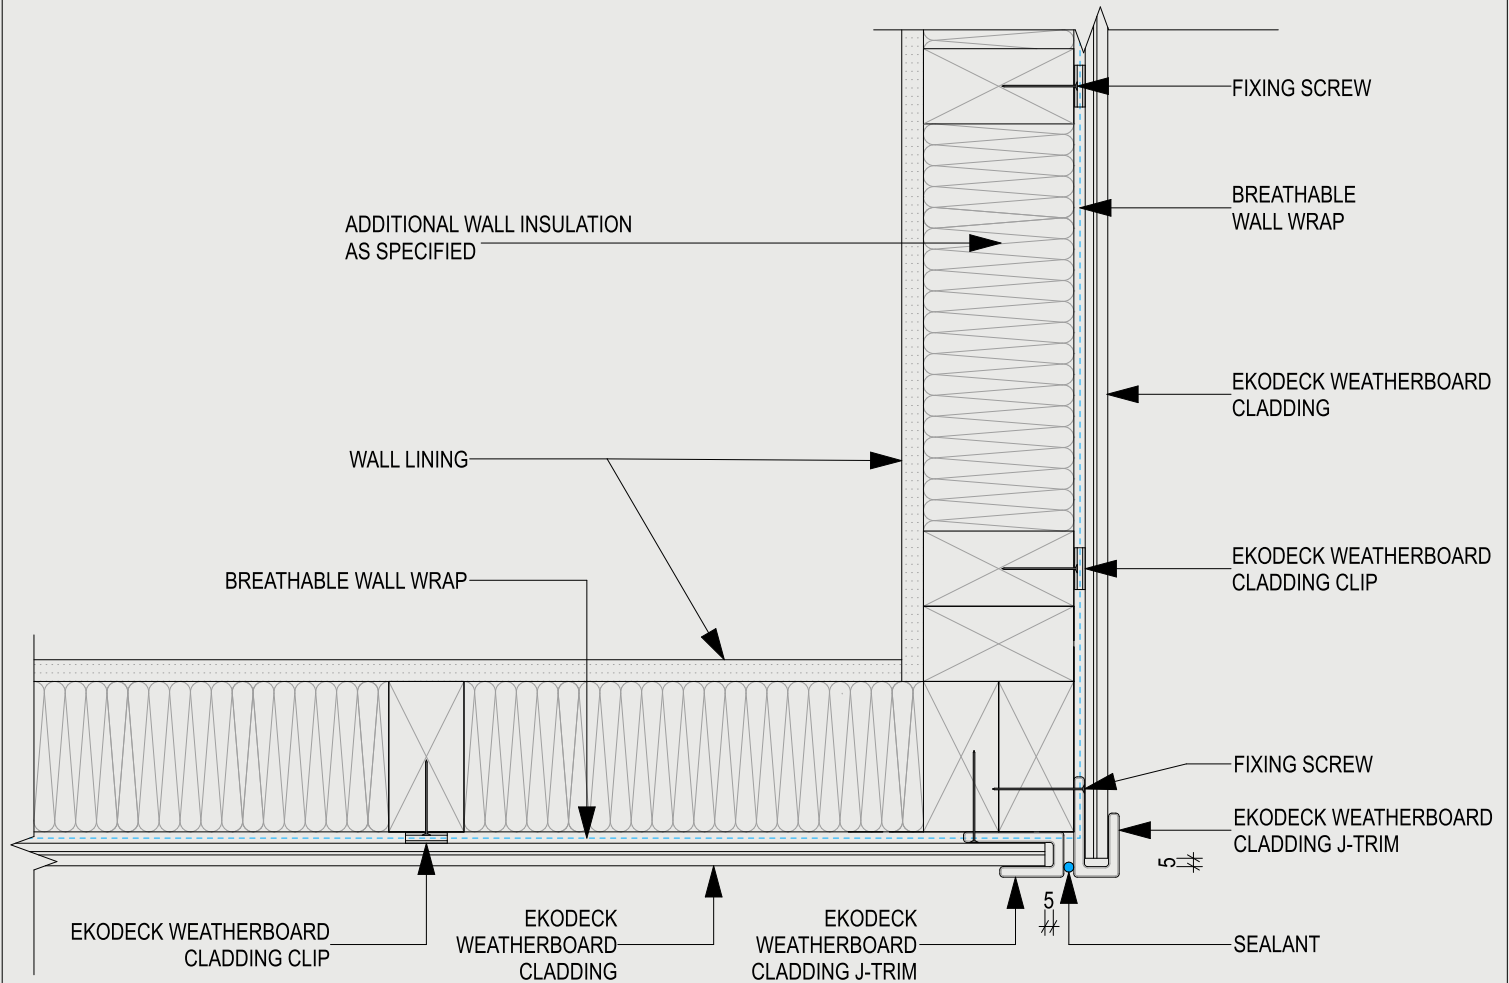 FIXING SCREW
BREATHABLE
WALL WRAP
ADDITIONAL WALL INSULATION
AS SPECIFIED
EKODECK WEATHERBOARD
CLADDING
WALL LINING
EKODECK WEATHERBOARD
CLADDING CLIP
BREATHABLE WALL WRAP
FIXING SCREW
EKODECK WEATHERBOARD
CLADDING J-TRIM
5
5
EKODECK WEATHERBOARD
CLADDING CLIP
EKODECK
WEATHERBOARD
CLADDING
EKODECK
WEATHERBOARD
CLADDING J-TRIM
SEALANT